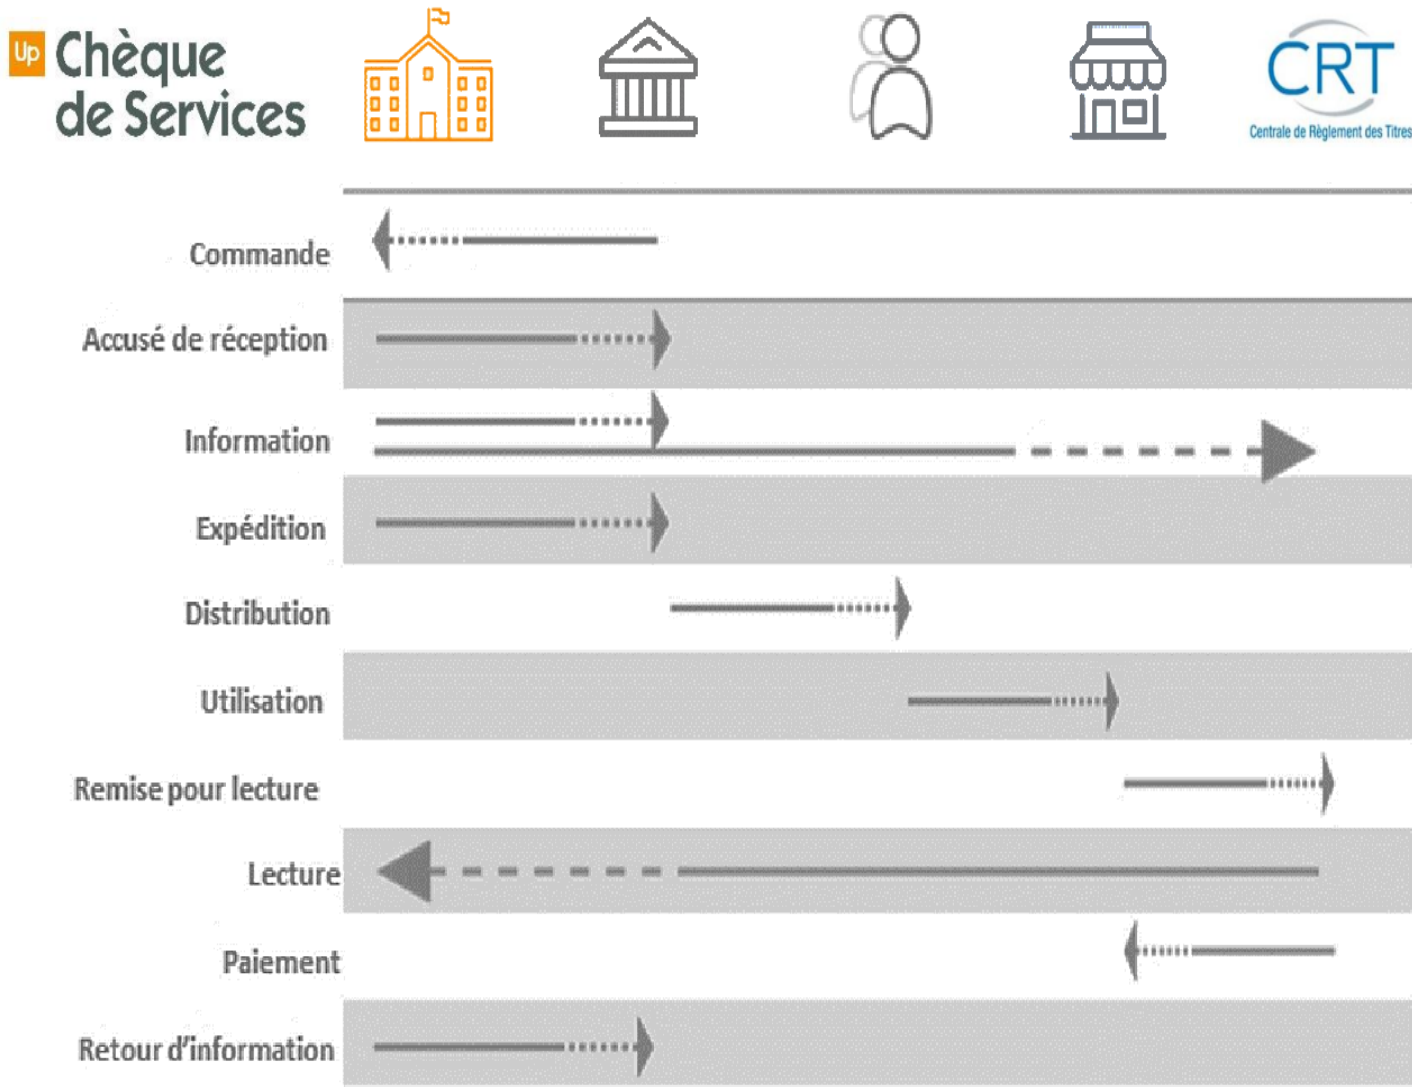 Up Chèque
de Services
CRT
Centrale de Règlement des Titres
Commande
Accusé de réception
Information
Expédition
Distribution
Utilisation
Remise pour lecture
Lecture
Paiement
Retour d'information